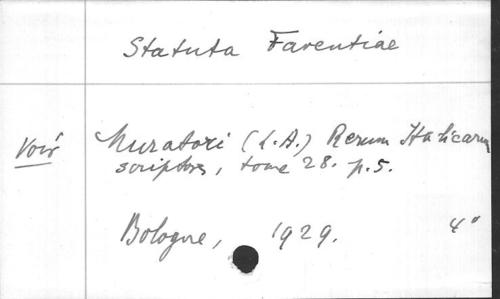 Statuta Faventiae
Voir Muratori (L.A.) Rerum Italicarum
scriptores, tome 28. p.5.
Bologne, 1929. 4°